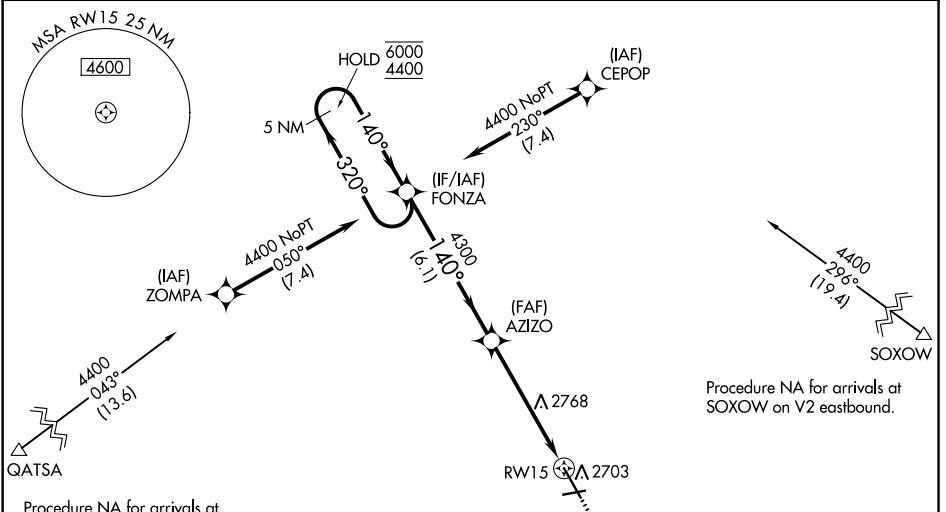 MSA RW15 25 NM
4600
HOLD 6000
4400
5 NM
140°
320°
(IAF)
CEPOP
4400 NoPT
230°
(7.4)
(IF/IAF)
FONZA
4400 NoPT
050°
(7.4)
(IAF)
ZOMPA
4300
140°
(6.1)
(FAF)
AZIZO
4400
296°
(19.4)
SOXOW
Procedure NA for arrivals at
SOXOW on V2 eastbound.
4400
043°
(13.6)
QATSA
2768
RW15
2703
Procedure NA for arrivals at